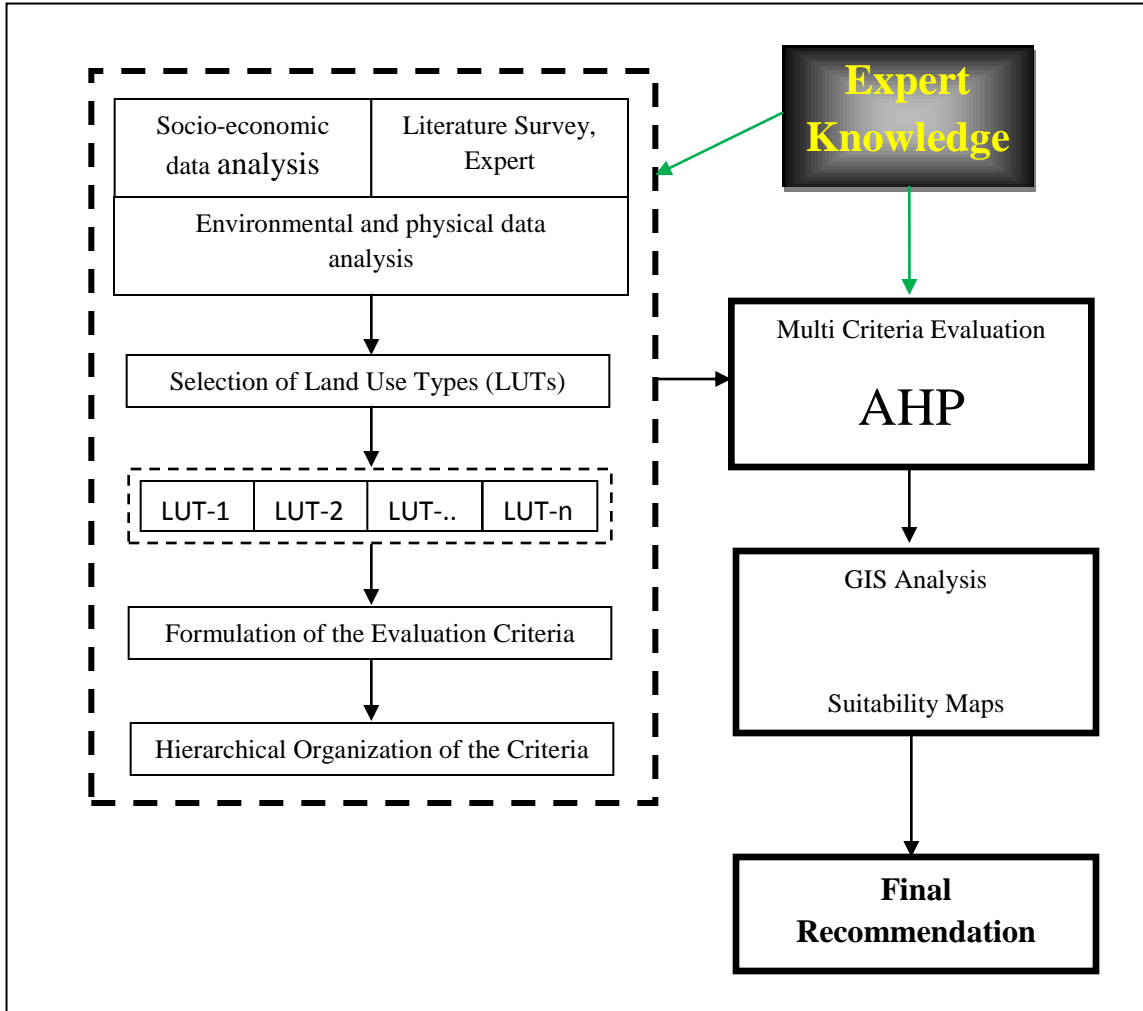 Socio-economic
data analysis
Literature Survey,
Expert
Environmental and physical data
analysis
Selection of Land Use Types (LUTs)
LUT-1
LUT-2
LUT-..
LUT-n
Formulation of the Evaluation Criteria
Hierarchical Organization of the Criteria
Expert
Knowledge
Multi Criteria Evaluation
AHP
GIS Analysis
Suitability Maps
Final
Recommendation